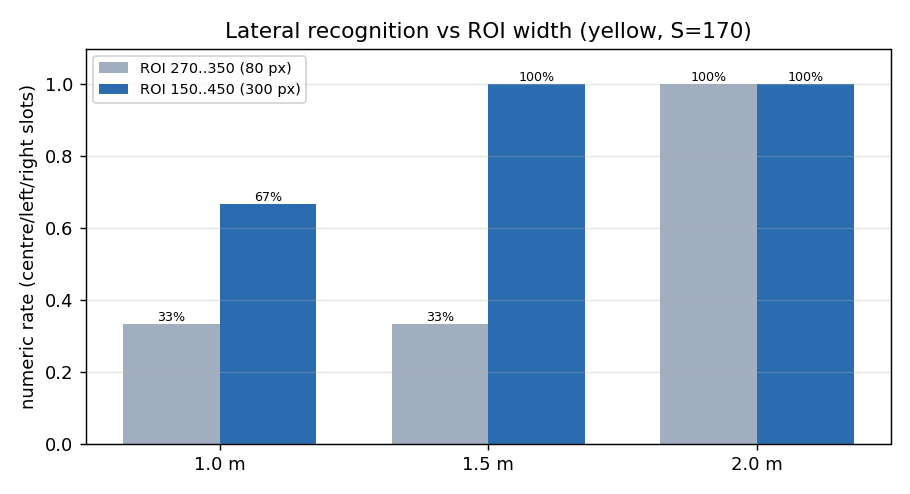 Lateral recognition vs ROI width (yellow, S=170)
ROI 270..350 (80 px)
ROI 150..450 (300 px)
numeric rate (centre/left/right slots)
1.0
0.8
0.6
0.4
0.2
0.0
33%
67%
33%
100%
100%
100%
1.0 m
1.5 m
2.0 m